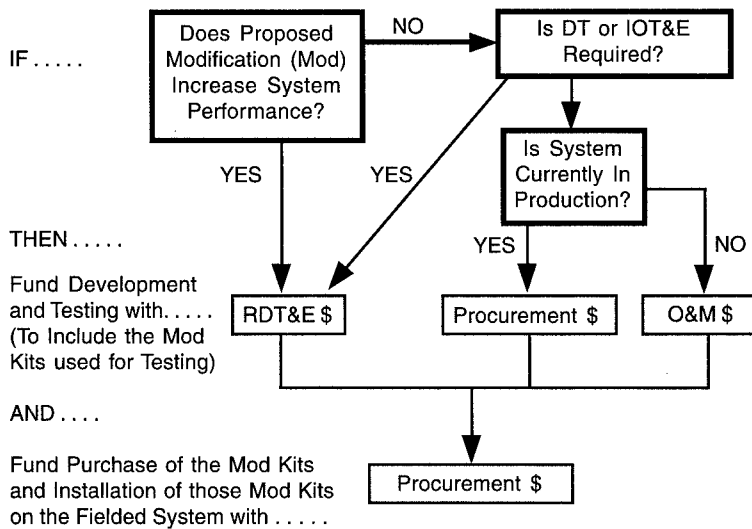 IF . . . . .
Does Proposed
Modification (Mod)
Increase System
Performance?
NO
Is DT or IOT&E
Required?
YES
YES
Is System
Currently In
Production?
YES
NO
THEN . . . . .
Fund Development
and Testing with. . . . .
(To Include the Mod
Kits used for Testing)
RDT&E $
Procurement $
O&M $
AND . . . .
Fund Purchase of the Mod Kits
and Installation of those Mod Kits
on the Fielded System with . . . . .
Procurement $